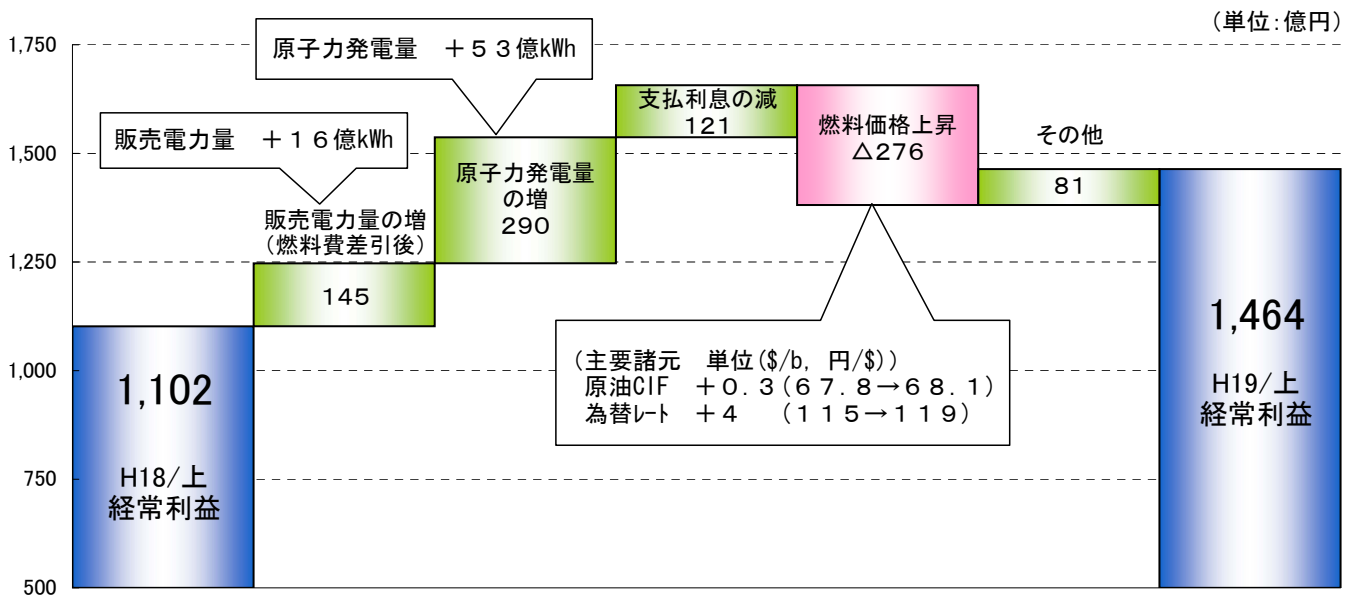 （単位：億円）
1,750
1,500
1,250
1,000
750
500
原子力発電量　＋５３億kWh
販売電力量　＋１６億kWh
販売電力量の増
（燃料費差引後）
145
原子力発電量
の増
290
支払利息の減
121
燃料価格上昇
△276
その他
81
（主要諸元　単位($/b, 円/$)）
原油CIF　＋０．３(６７．８→６８．１)
為替ﾚｰﾄ　＋４　(１１５→１１９)
1,102
H18/上
経常利益
1,464
H19/上
経常利益